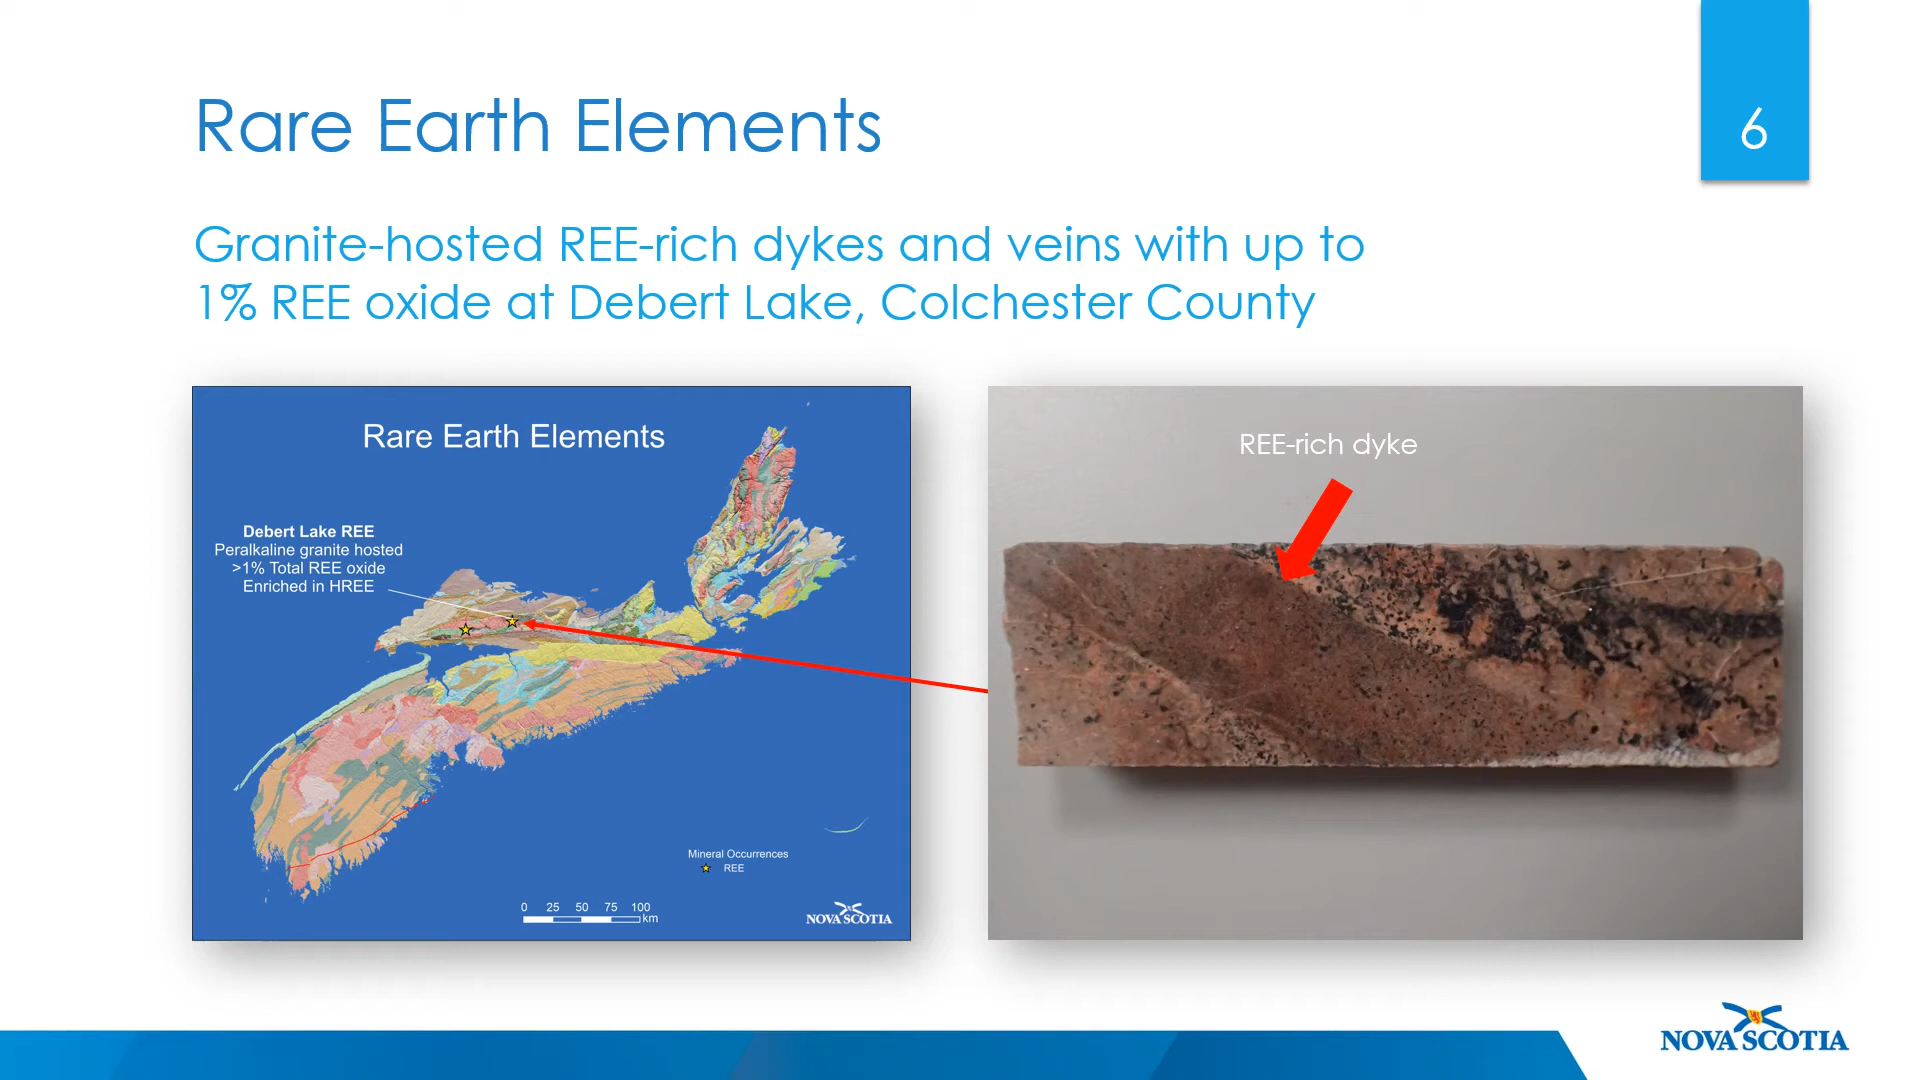 Rare Earth Elements
6
Granite-hosted REE-rich dykes and veins with up to
1% REE oxide at Debert Lake, Colchester County
Rare Earth Elements
Debert Lake REE
Peralkaline granite hosted
>1% Total REE oxide
Enriched in HREE
Mineral Occurrences
REE
0 25 50 75 100
km
NOVA SCOTIA
REE-rich dyke
NOVA SCOTIA